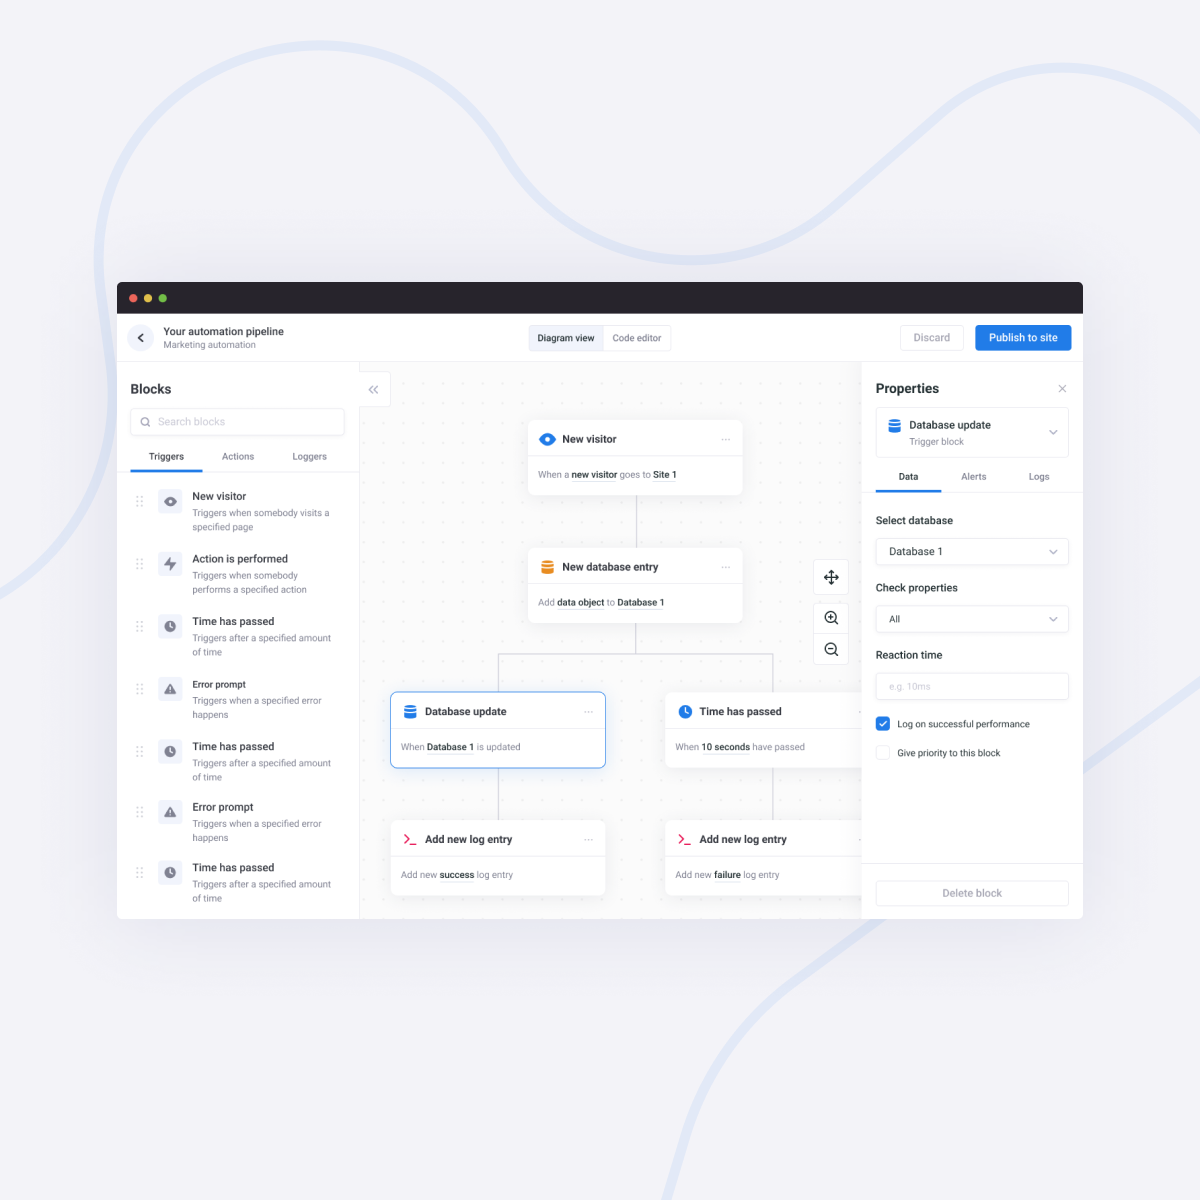 Your automation pipeline
Marketing automation
Diagram view
Code editor
Discard
Publish to site
Blocks
Search blocks
Triggers
Actions
Loggers
New visitor
Triggers when somebody visits a
specified page
Action is performed
Triggers when somebody
performs a specified action
Time has passed
Triggers after a specified amount
of time
Error prompt
Triggers when a specified error
happens
Time has passed
Triggers after a specified amount
of time
Error prompt
Triggers when a specified error
happens
Time has passed
Triggers after a specified amount
of time
New visitor
When a new visitor goes to Site 1
New database entry
Add data object to Database 1
Database update
When Database 1 is updated
Time has passed
When 10 seconds have passed
Add new log entry
Add new success log entry
Add new log entry
Add new failure log entry
Properties
Database update
Trigger block
Data
Alerts
Logs
Select database
Database 1
Check properties
All
Reaction time
e.g. 10ms
Log on successful performance
Give priority to this block
Delete block